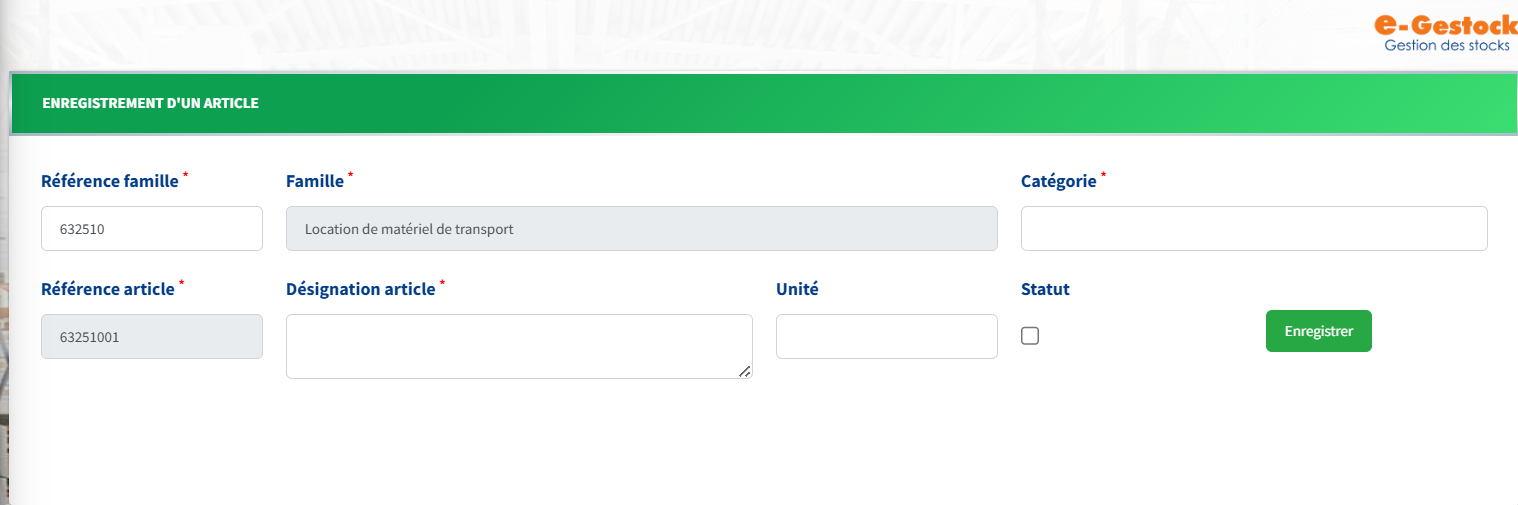 e-Gestock
Gestion des stocks
ENREGISTREMENT D'UN ARTICLE
Référence famille * Famille * Catégorie *
632510 Location de matériel de transport
Référence article * Désignation article * Unité Statut
63251001 Enregistrer